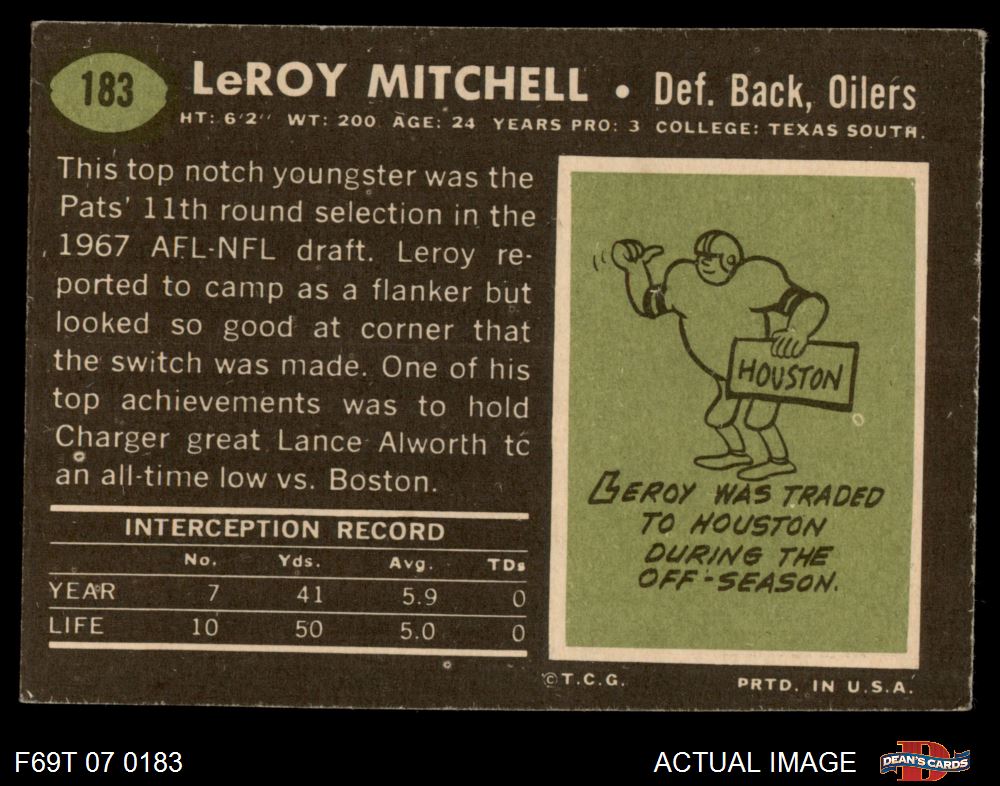 183
LeROY MITCHELL • Def. Back, Oilers
HT: 6'2" WT: 200 AGE: 24 YEARS PRO: 3 COLLEGE: TEXAS SOUTH.
This top notch youngster was the
Pats' 11th round selection in the
1967 AFL-NFL draft. Leroy re-
ported to camp as a flanker but
looked so good at corner that
the switch was made. One of his
top achievements was to hold
Charger great Lance Alworth to
an all-time low vs. Boston.
INTERCEPTION RECORD
No. Yds. Avg. TDs
YEAR 7 41 5.9 0
LIFE 10 50 5.0 0
HOUSTON
LEROY WAS TRADED
TO HOUSTON
DURING THE
OFF-SEASON.
©T.C.G. PRTD. IN U.S.A.
F69T 07 0183 ACTUAL IMAGE
D
DEAN'S CARDS